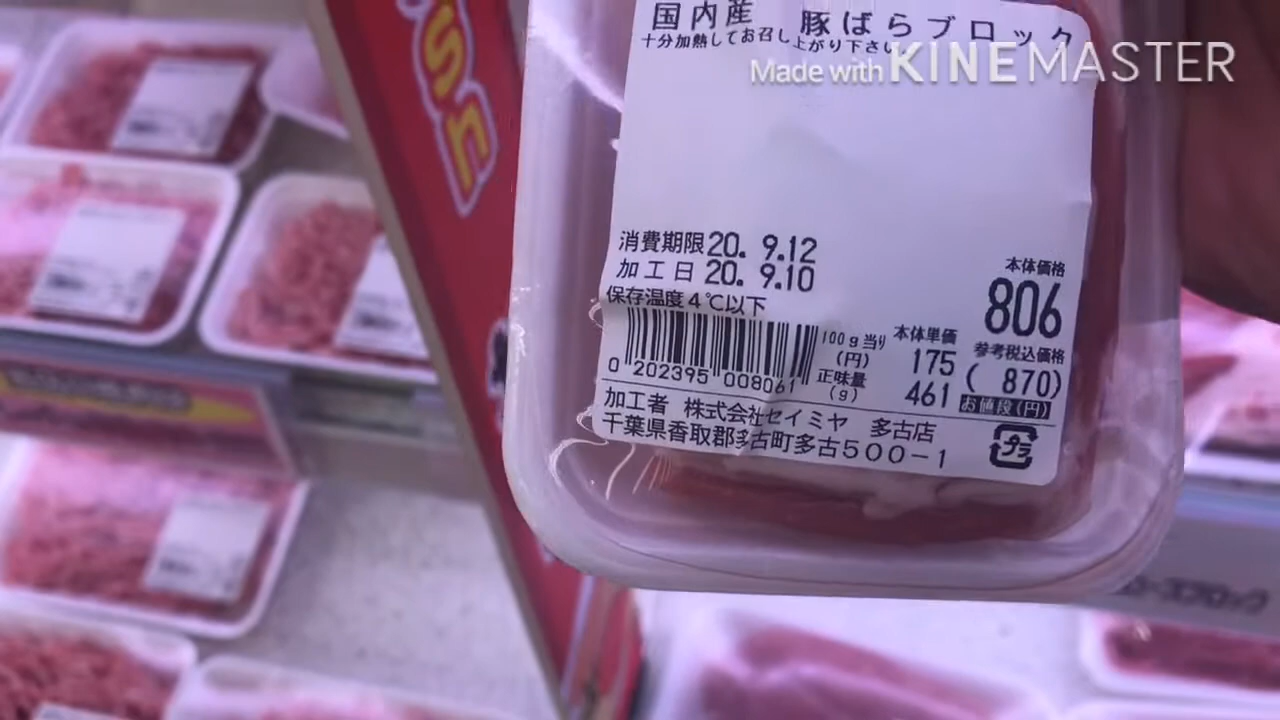 国内産 豚ばらブロック
十分加熱してお召し上がり下さい。
Made with KINEMASTER
消費期限 20. 9.12
加工日 20. 9.10
保存温度4℃以下
本体価格
806
100g当り(円) 本体単価 175
参考税込価格
(870)
正味量(g) 461
お値段(円)
0 202395 008061
加工者 株式会社セイミヤ 多古店
千葉県香取郡多古町多古500-1
プラ